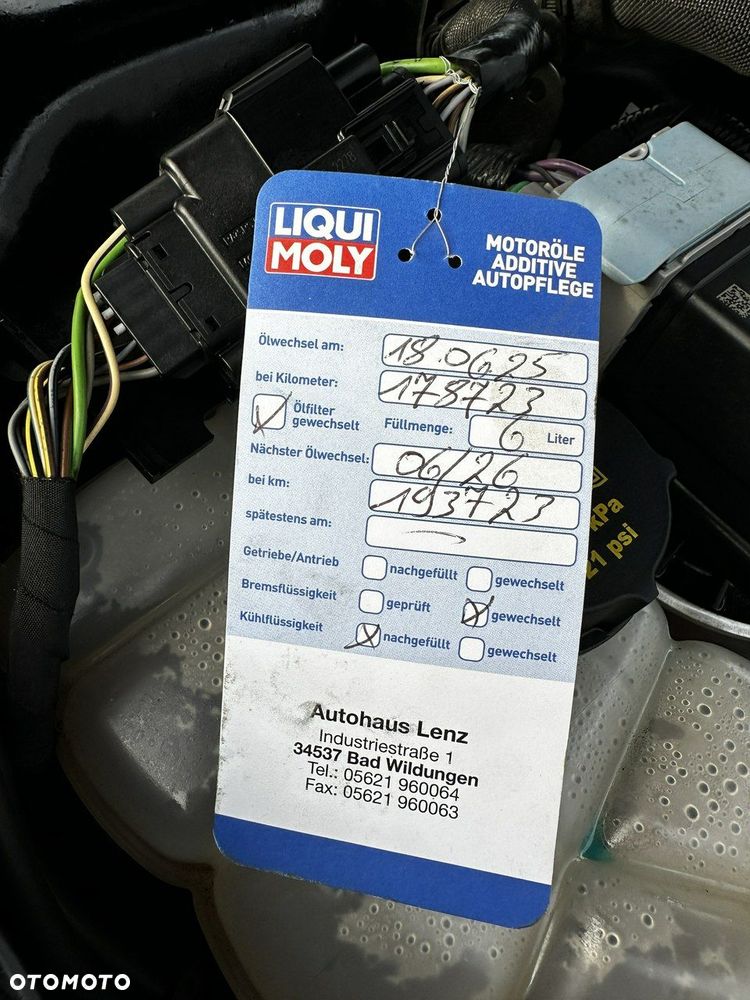 LIQUI
MOLY
MOTORÖLE
ADDITIVE
AUTOPFLEGE
Ölwechsel am: 18.0625
bei Kilometer: 178723
Ölfilter
gewechselt
Füllmenge: 6 Liter
Nächster Ölwechsel: 06/26
bei km: 193723
spätestens am:
Getriebe/Antrieb nachgefüllt gewechselt
Bremsflüssigkeit geprüft gewechselt
Kühlflüssigkeit nachgefüllt gewechselt
Autohaus Lenz
Industriestraße 1
34537 Bad Wildungen
Tel.: 05621 960064
Fax: 05621 960063
kPa
21 psi
OTOMOTO